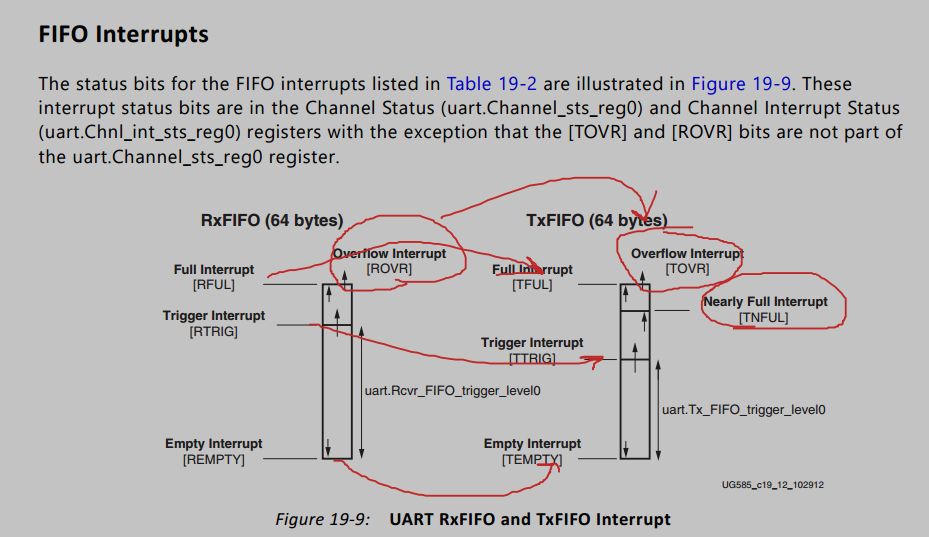 FIFO Interrupts
The status bits for the FIFO interrupts listed in Table 19-2 are illustrated in Figure 19-9. These
interrupt status bits are in the Channel Status (uart.Channel_sts_reg0) and Channel Interrupt Status
(uart.Chnl_int_sts_reg0) registers with the exception that the [TOVR] and [ROVR] bits are not part of
the uart.Channel_sts_reg0 register.
RxFIFO (64 bytes)
Overflow Interrupt
[ROVR]
Full Interrupt
[RFUL]
Trigger Interrupt
[RTRIG]
uart.Rcvr_FIFO_trigger_level0
Empty Interrupt
[REMPTY]
TxFIFO (64 bytes)
Overflow Interrupt
[TOVR]
Full Interrupt
[TFUL]
Nearly Full Interrupt
[TNFUL]
Trigger Interrupt
[TTRIG]
uart.Tx_FIFO_trigger_level0
Empty Interrupt
[TEMPTY]
UG585_c19_12_102912
Figure 19-9: UART RxFIFO and TxFIFO Interrupt